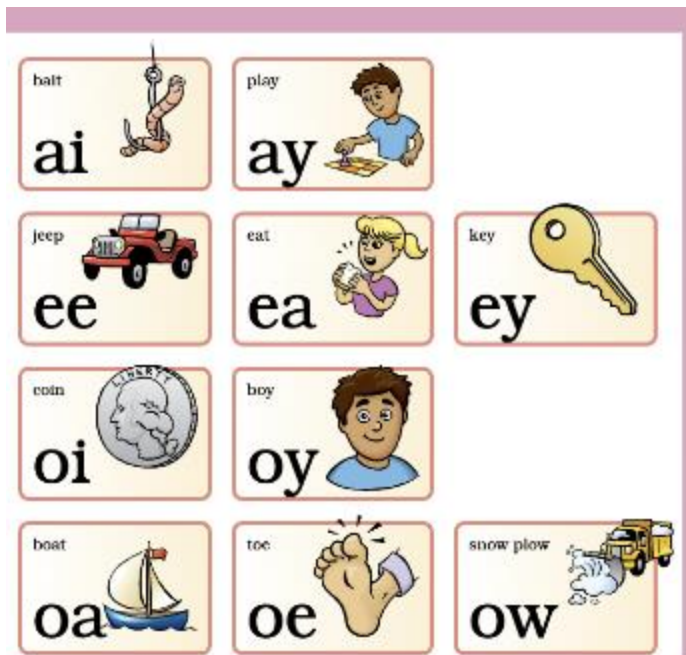 bait
ai
play
ay
jeep
ee
eat
ea
key
ey
coin
oi
LIBERTY
boy
oy
boat
oa
toe
oe
snow plow
ow